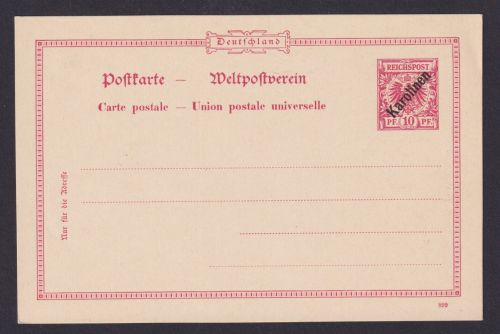 Deutschland
Postkarte — Weltpostverein
Carte postale — Union postale universelle
REICHSPOST
Karolinen
PF. 10 PF.
Nur für die Adresse